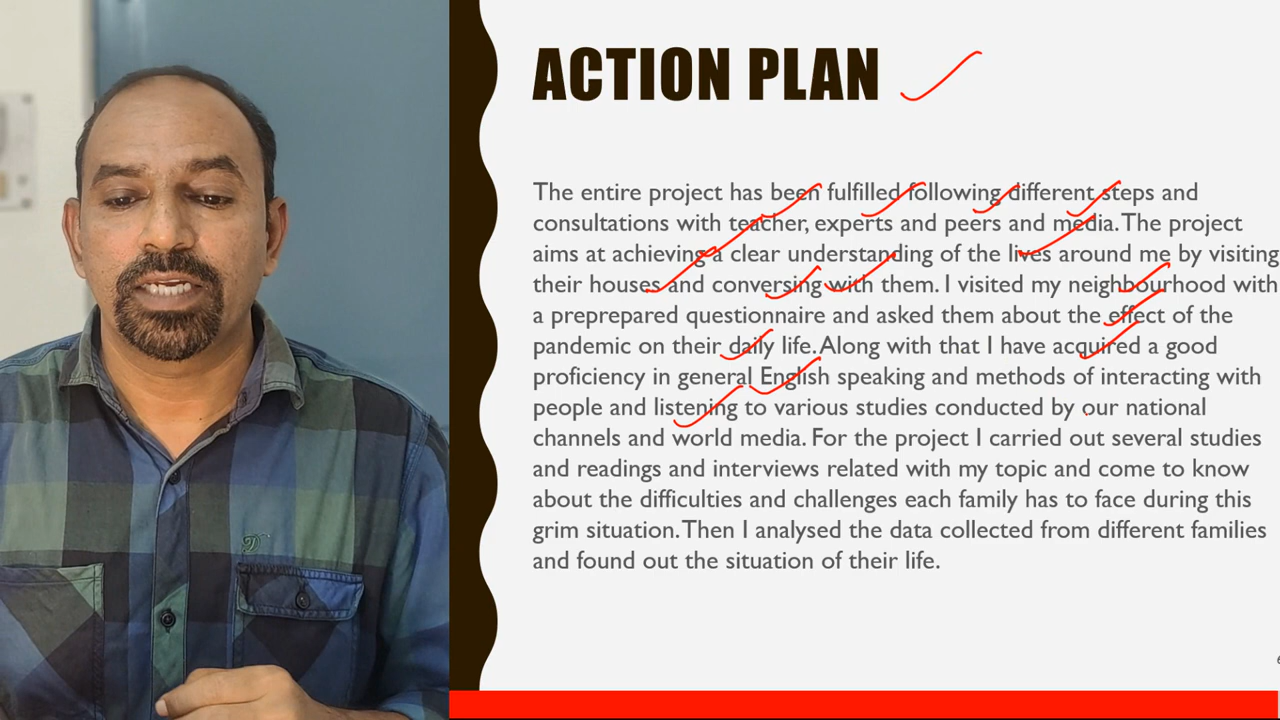 ACTION PLAN
The entire project has been fulfilled following different steps and
consultations with teacher, experts and peers and media. The project
aims at achieving a clear understanding of the lives around me by visiting
their houses and conversing with them. I visited my neighbourhood with
a preprepared questionnaire and asked them about the effect of the
pandemic on their daily life. Along with that I have acquired a good
proficiency in general English speaking and methods of interacting with
people and listening to various studies conducted by our national
channels and world media. For the project I carried out several studies
and readings and interviews related with my topic and come to know
about the difficulties and challenges each family has to face during this
grim situation. Then I analysed the data collected from different families
and found out the situation of their life.